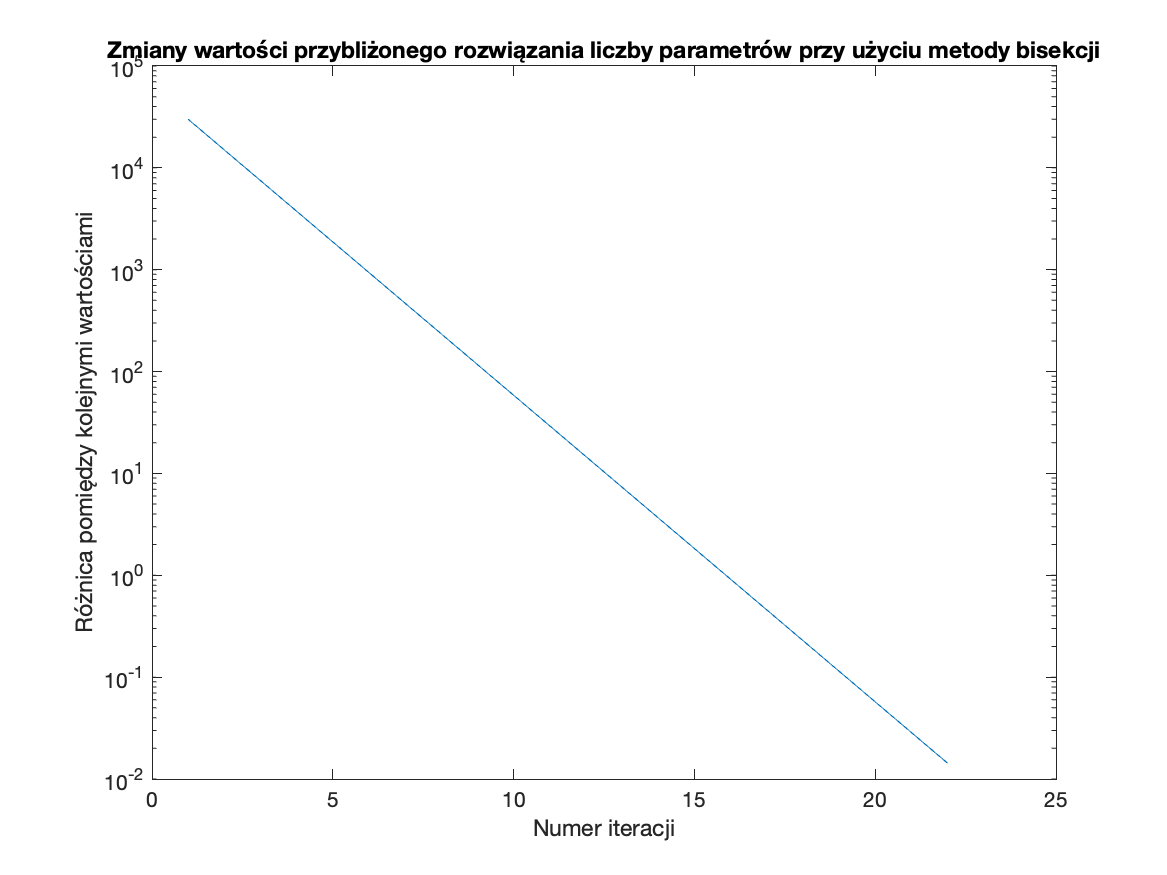 Zmiany wartości przybliżonego rozwiązania liczby parametrów przy użyciu metody bisekcji
10^5
10^4
10^3
10^2
10^1
10^0
10^-1
10^-2
Różnica pomiędzy kolejnymi wartościami
0 5 10 15 20 25
Numer iteracji